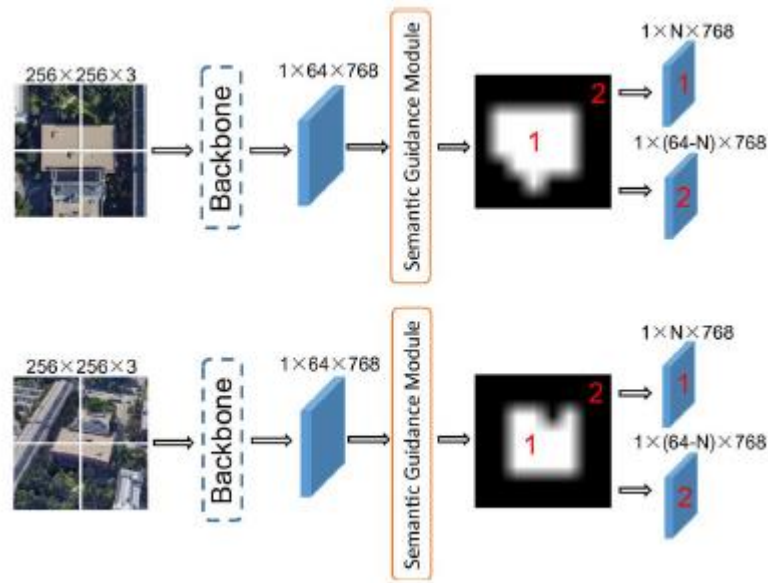 1×N×768
256×256×3
1×64×768
Backbone
Semantic Guidance Module
2
1
1
1×(64-N)×768
2
1×N×768
256×256×3
1×64×768
Backbone
Semantic Guidance Module
2
1
1
1×(64-N)×768
2